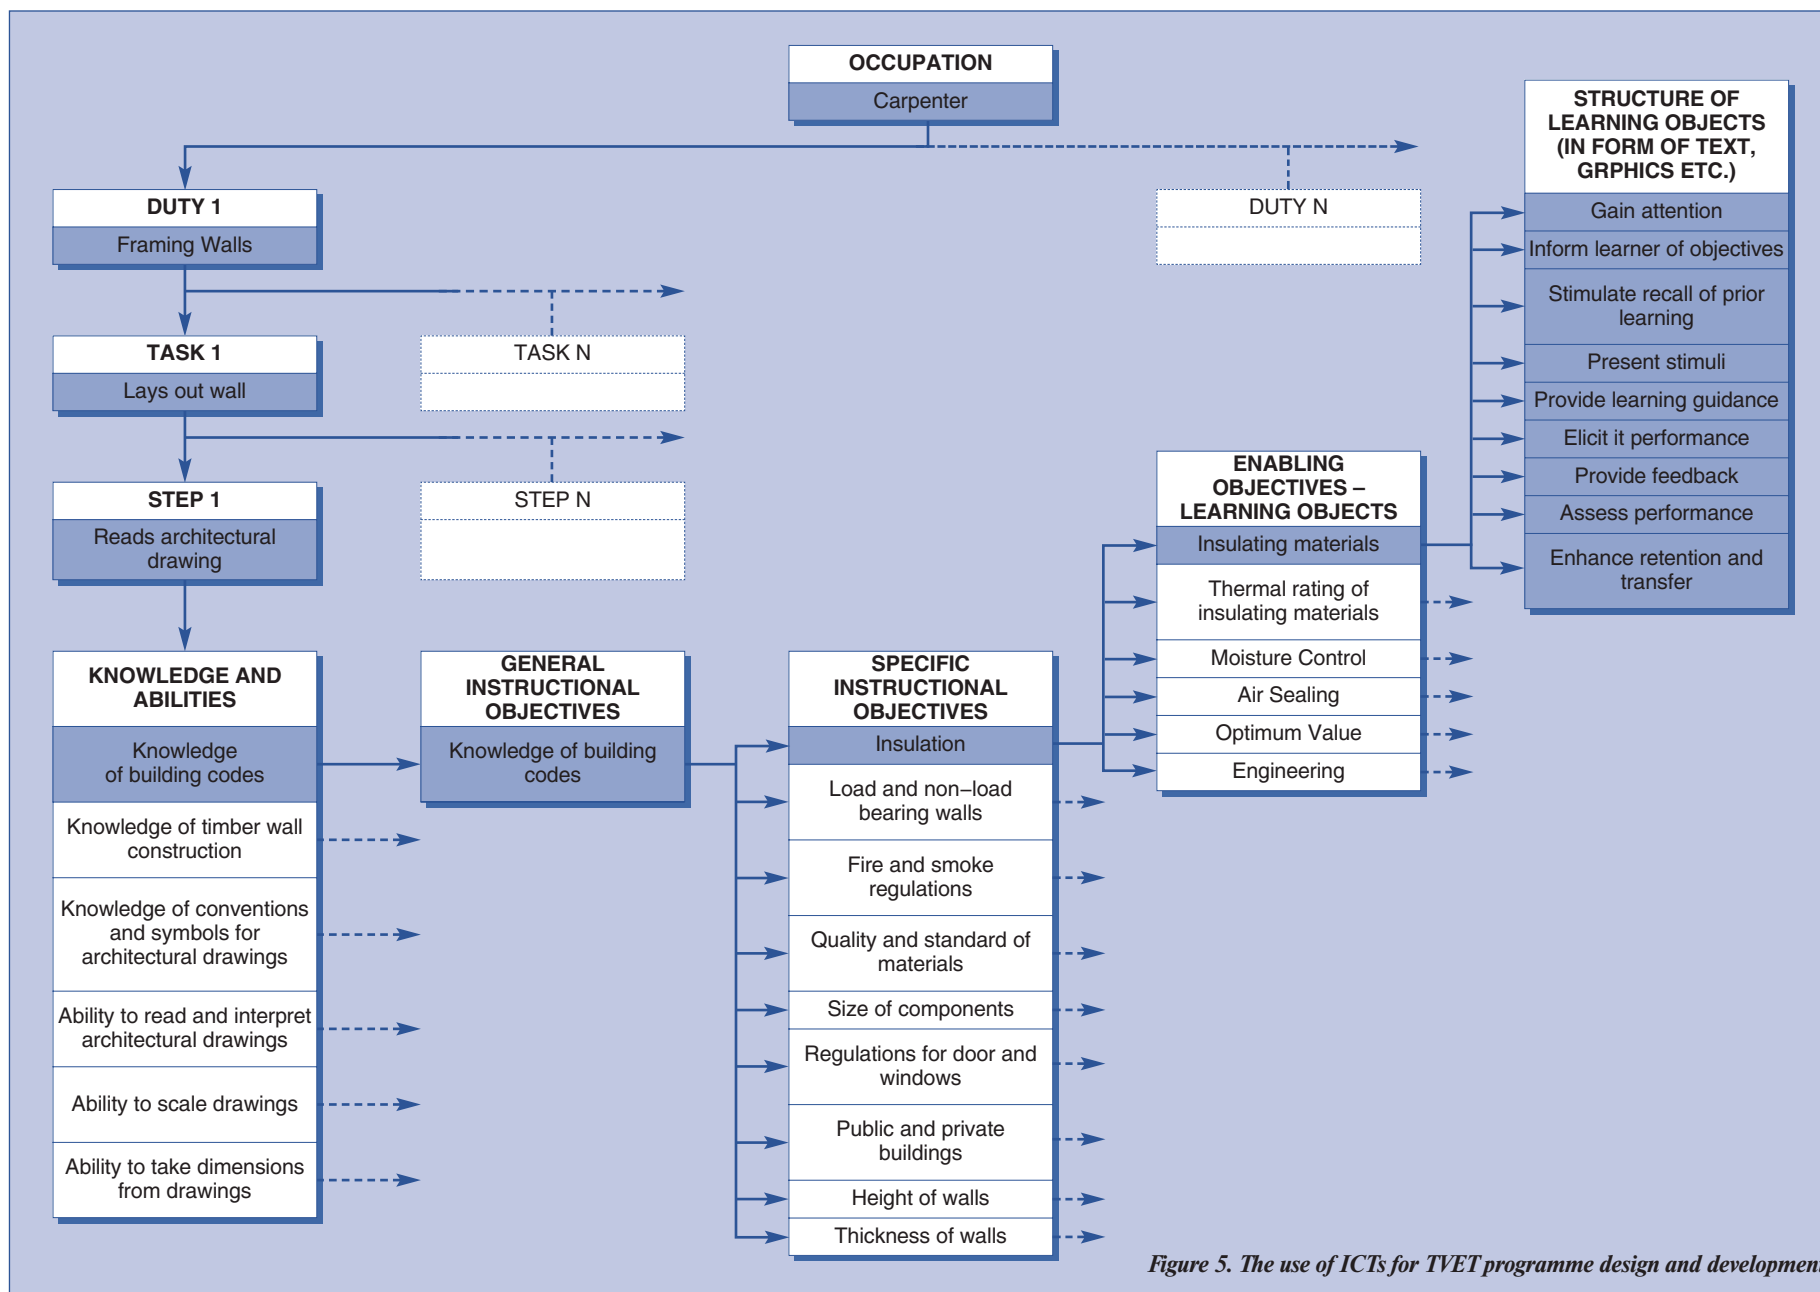 OCCUPATION
Carpenter
DUTY 1
Framing Walls
DUTY N
TASK 1
Lays out wall
TASK N
STEP 1
Reads architectural
drawing
STEP N
KNOWLEDGE AND
ABILITIES
Knowledge
of building codes
Knowledge of timber wall
construction
Knowledge of conventions
and symbols for
architectural drawings
Ability to read and interpret
architectural drawings
Ability to scale drawings
Ability to take dimensions
from drawings
GENERAL
INSTRUCTIONAL
OBJECTIVES
Knowledge of building
codes
SPECIFIC
INSTRUCTIONAL
OBJECTIVES
Insulation
Load and non–load
bearing walls
Fire and smoke
regulations
Quality and standard of
materials
Size of components
Regulations for door and
windows
Public and private
buildings
Height of walls
Thickness of walls
ENABLING
OBJECTIVES –
LEARNING OBJECTS
Insulating materials
Thermal rating of
insulating materials
Moisture Control
Air Sealing
Optimum Value
Engineering
STRUCTURE OF
LEARNING OBJECTS
(IN FORM OF TEXT,
GRPHICS ETC.)
Gain attention
Inform learner of objectives
Stimulate recall of prior
learning
Present stimuli
Provide learning guidance
Elicit it performance
Provide feedback
Assess performance
Enhance retention and
transfer
Figure 5. The use of ICTs for TVET programme design and development